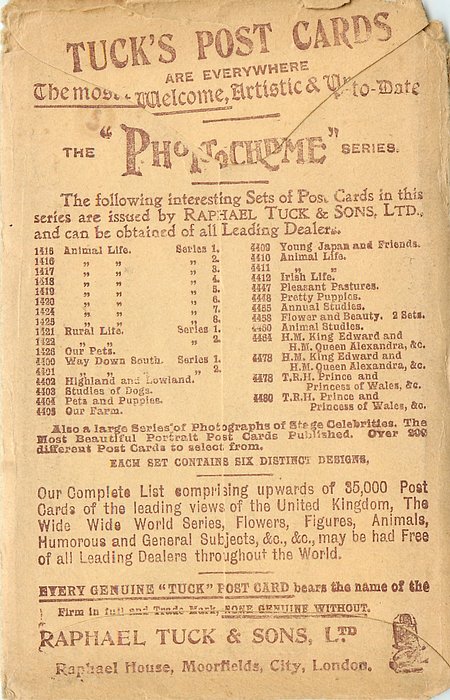 TUCK'S POST CARDS
ARE EVERYWHERE
The most Welcome, Artistic & Up-to-Date
THE "PHOTOCHROME" SERIES.
The following interesting Sets of Post Cards in this
series are issued by RAPHAEL TUCK & SONS, LTD.,
and can be obtained of all Leading Dealers.
1415 Animal Life. Series 1.
1416 „ „ „ 2.
1417 „ „ „ 3.
1418 „ „ „ 4.
1419 „ „ „ 5.
1420 „ „ „ 6.
1424 „ „ „ 7.
1425 „ „ „ 8.
1421 Rural Life. Series 1.
1422 „ „ „ 2.
1426 Our Pets.
4400 Way Down South. Series 1.
4401 „ „ „ 2.
4402 Highland and Lowland.
4403 Studies of Dogs.
4404 Pets and Puppies.
4405 Our Farm.
4409 Young Japan and Friends.
4410 Animal Life.
4411 „ „
4412 Irish Life.
4447 Pleasant Pastures.
4448 Pretty Puppies.
4455 Annual Studies.
4458 Flower and Beauty. 2 Sets.
4460 Animal Studies.
4464 H.M. King Edward and
H.M. Queen Alexandra, &c.
4478 H.M. King Edward and
H.M. Queen Alexandra, &c.
4478 T.R.H. Prince and
Princess of Wales, &c.
4480 T.R.H. Prince and
Princess of Wales, &c.
Also a large Series of Photographs of Stage Celebrities. The
Most Beautiful Portrait Post Cards Published. Over 200
different Post Cards to select from.
EACH SET CONTAINS SIX DISTINCT DESIGNS,
Our Complete List comprising upwards of 35,000 Post
Cards of the leading views of the United Kingdom, The
Wide Wide World Series, Flowers, Figures, Animals,
Humorous and General Subjects, &c., &c., may be had Free
of all Leading Dealers throughout the World.
EVERY GENUINE "TUCK" POST CARD bears the name of the
Firm in full and Trade Mark, NONE GENUINE WITHOUT.
RAPHAEL TUCK & SONS, LTD
Raphael House, Moorfields, City, London.